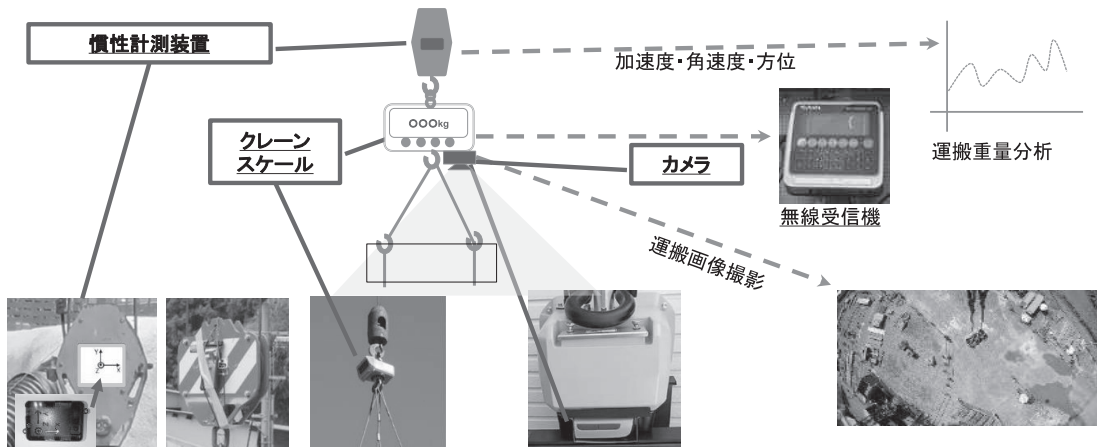 慣性計測装置
加速度・角速度・方位
運搬重量分析
OOOkg
クレーン
スケール
カメラ
KUBOTA
無線受信機
運搬画像撮影
Y
X
Z